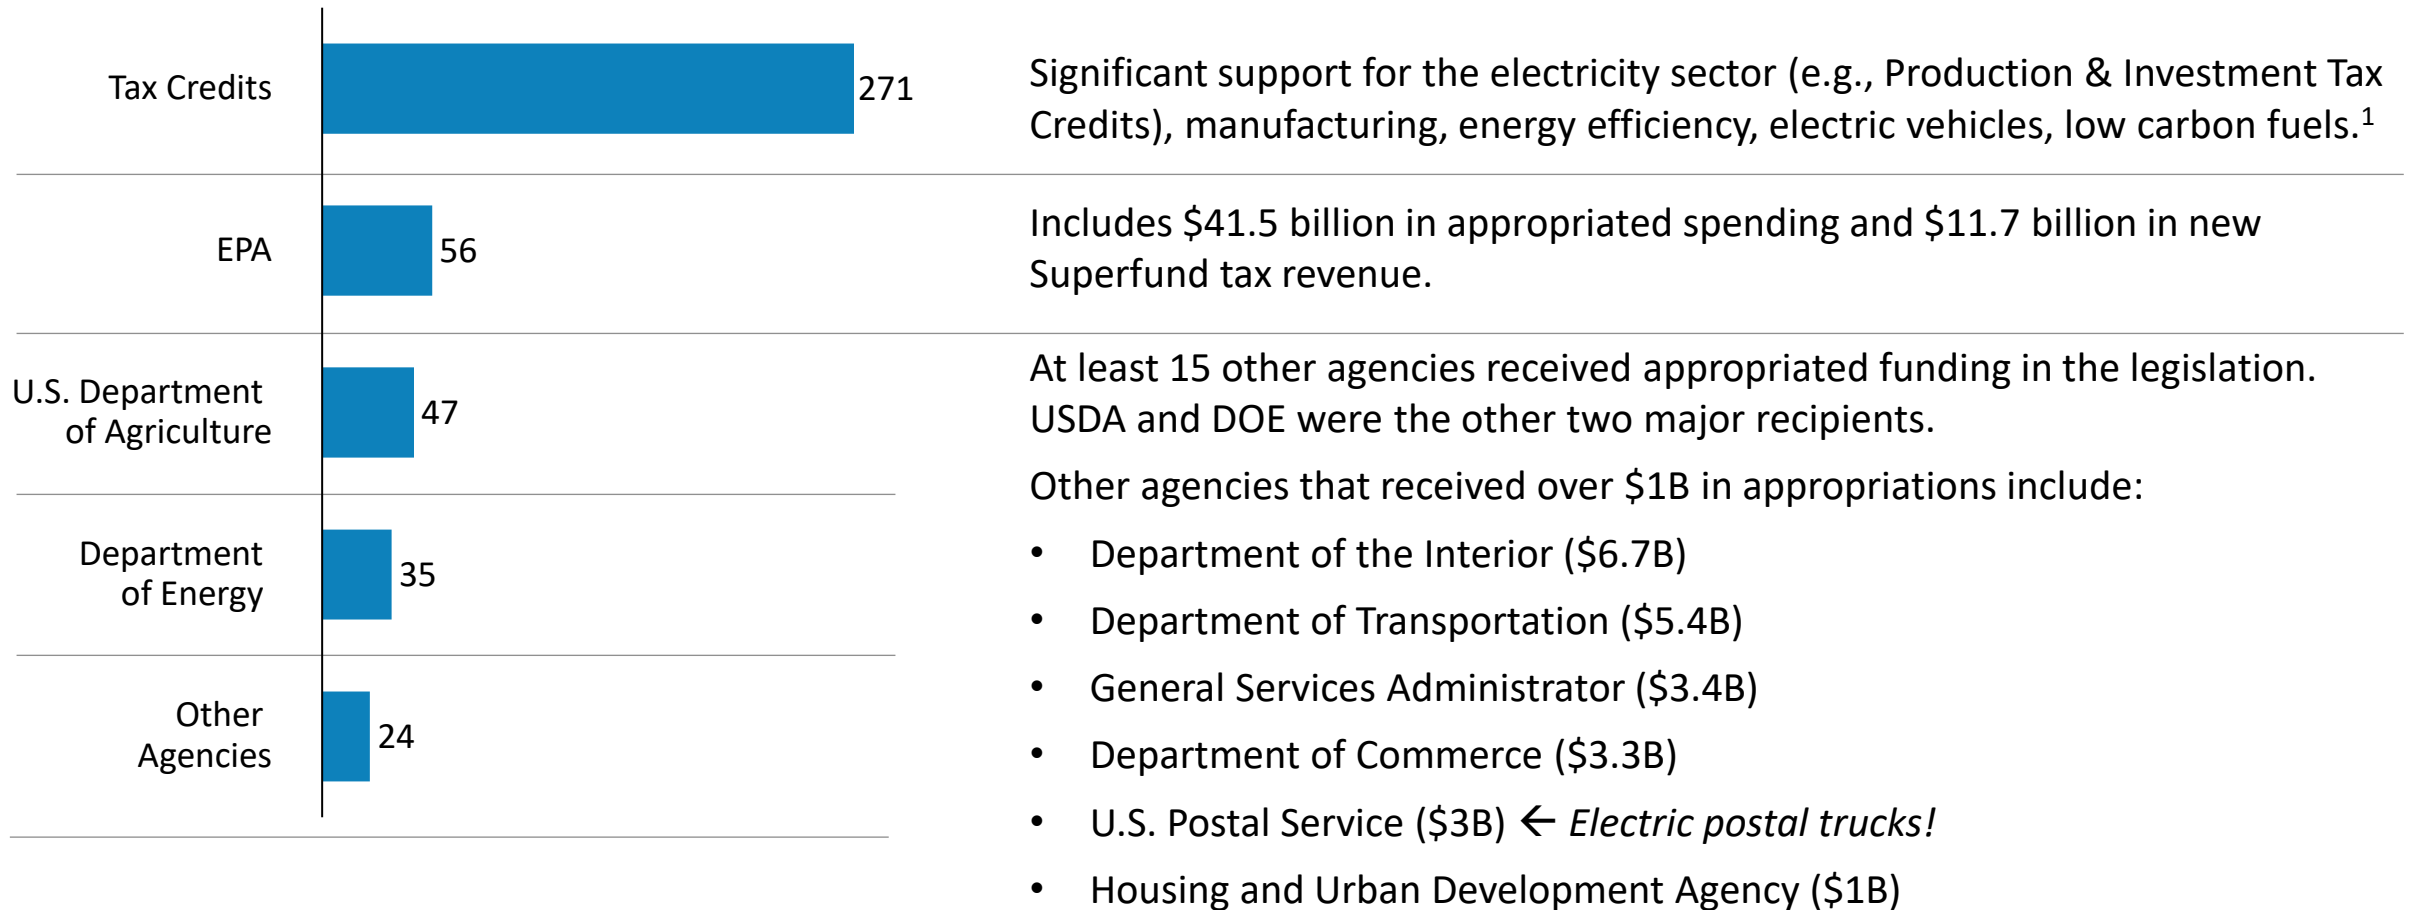 Tax Credits
271
Significant support for the electricity sector (e.g., Production & Investment Tax
Credits), manufacturing, energy efficiency, electric vehicles, low carbon fuels.¹
EPA
56
Includes $41.5 billion in appropriated spending and $11.7 billion in new
Superfund tax revenue.
U.S. Department
of Agriculture
47
Department
of Energy
35
Other
Agencies
24
At least 15 other agencies received appropriated funding in the legislation.
USDA and DOE were the other two major recipients.
Other agencies that received over $1B in appropriations include:
• Department of the Interior ($6.7B)
• Department of Transportation ($5.4B)
• General Services Administrator ($3.4B)
• Department of Commerce ($3.3B)
• U.S. Postal Service ($3B) ← Electric postal trucks!
• Housing and Urban Development Agency ($1B)